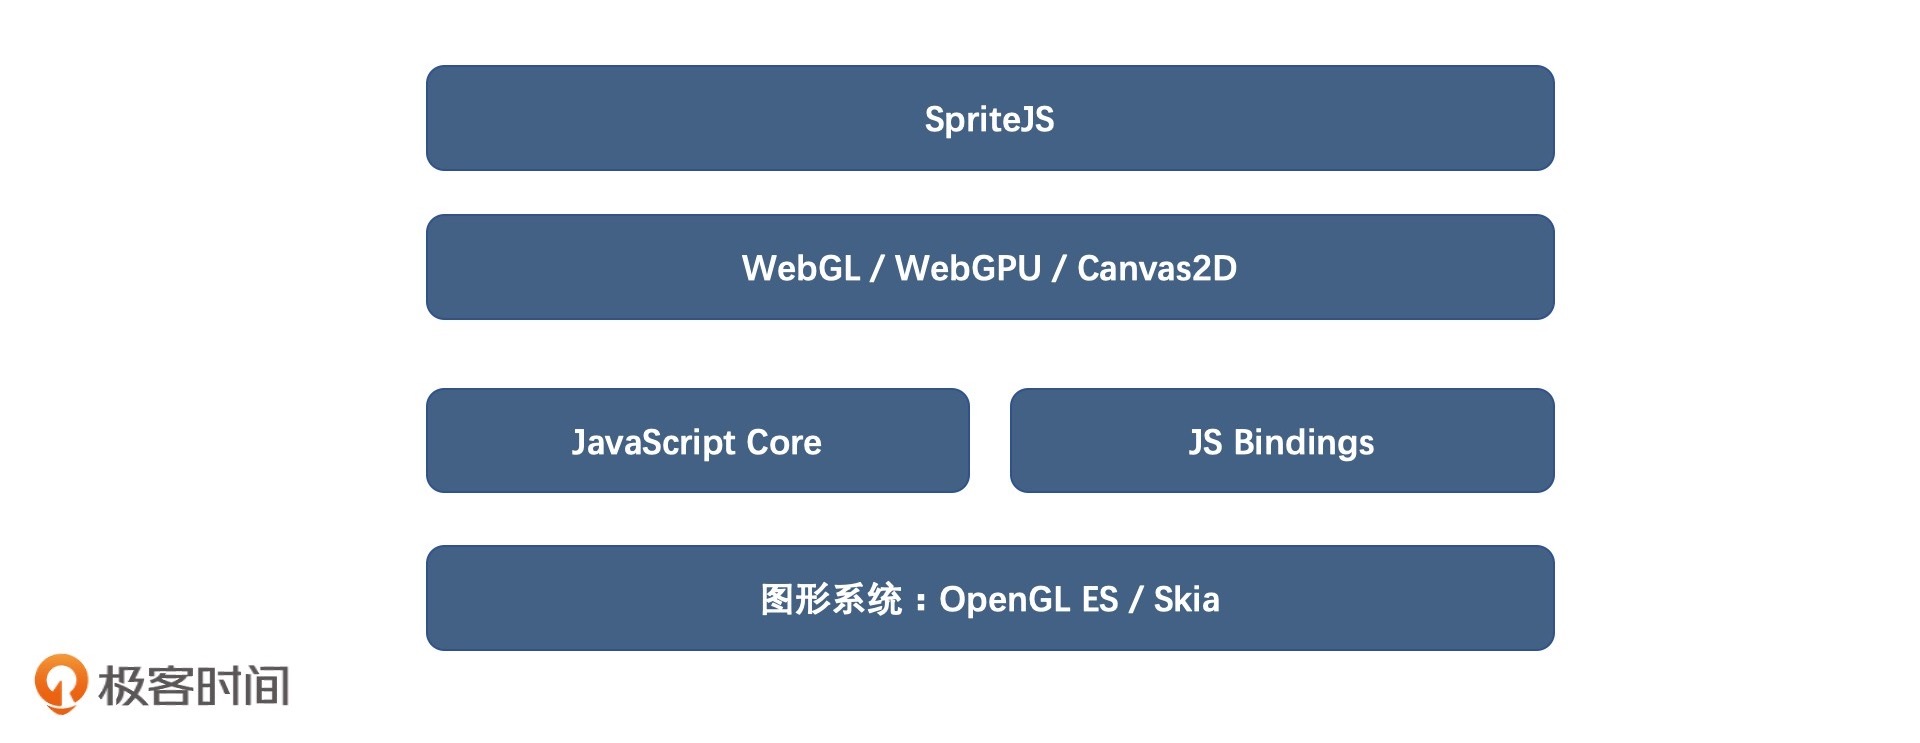 SpriteJS
WebGL / WebGPU / Canvas2D
JavaScript Core
JS Bindings
图形系统：OpenGL ES / Skia
极客时间